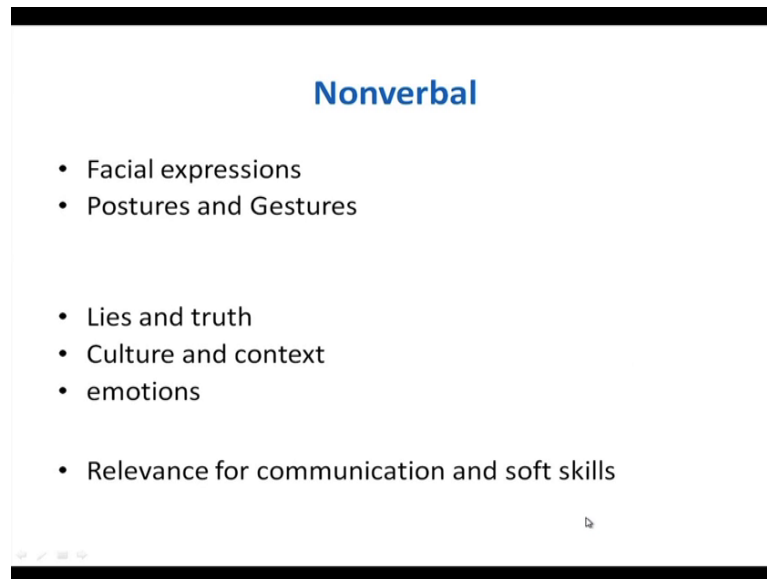 Nonverbal
• Facial expressions
• Postures and Gestures
• Lies and truth
• Culture and context
• emotions
• Relevance for communication and soft skills